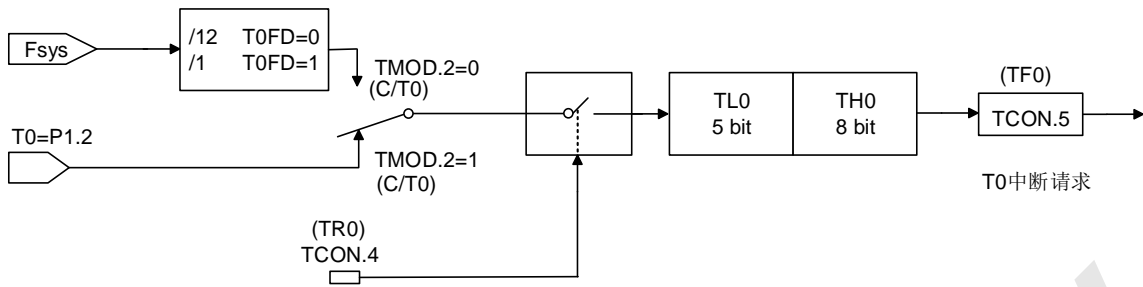 Fsys
/12 T0FD=0
/1 T0FD=1
TMOD.2=0
(C/T0)
T0=P1.2
TMOD.2=1
(C/T0)
(TR0)
TCON.4
TL0
5 bit
TH0
8 bit
(TF0)
TCON.5
T0中断请求